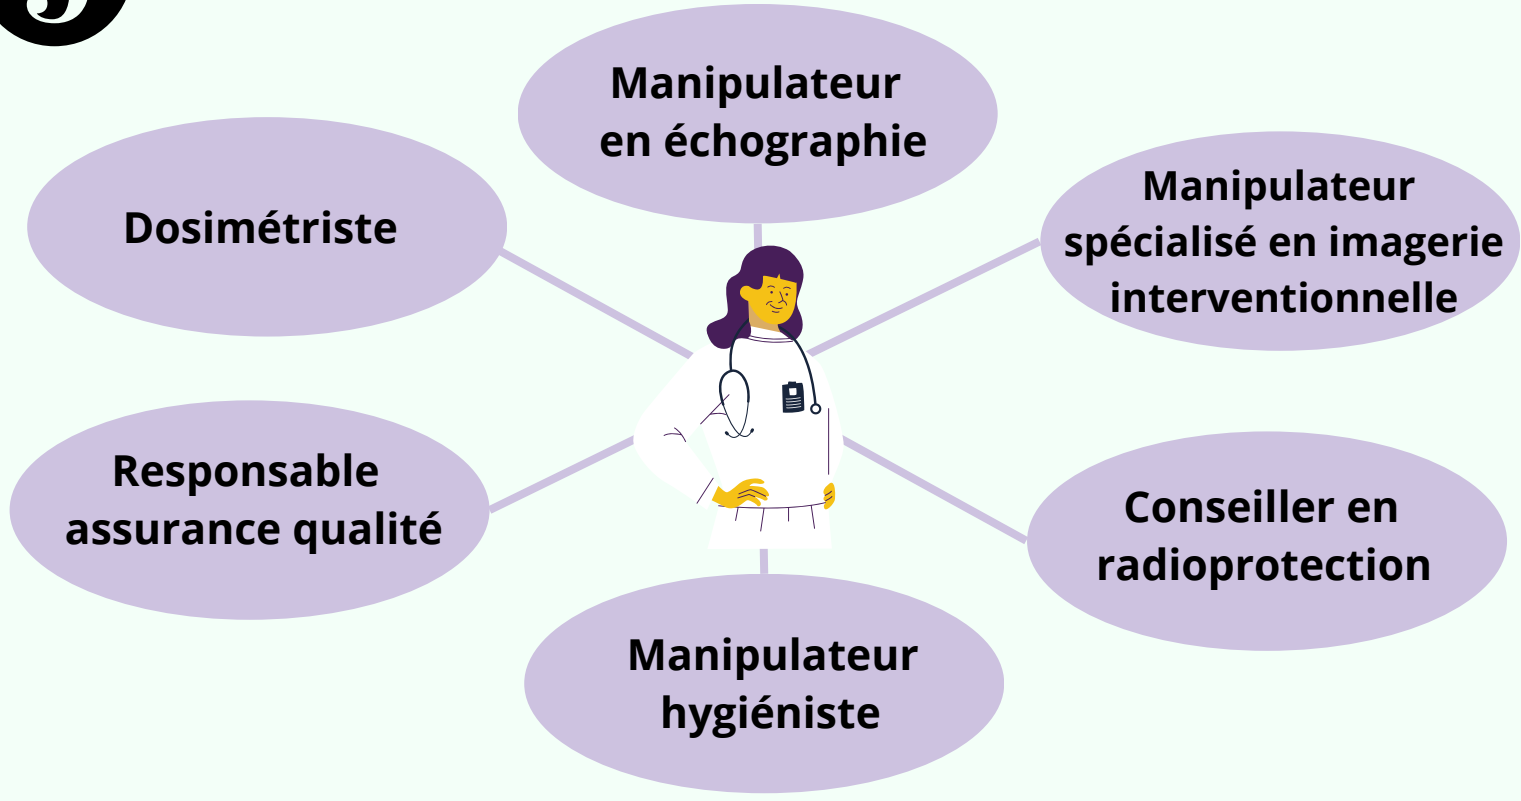 Manipulateur
en échographie
Dosimétriste
Manipulateur
spécialisé en imagerie
interventionnelle
Responsable
assurance qualité
Conseiller en
radioprotection
Manipulateur
hygiéniste